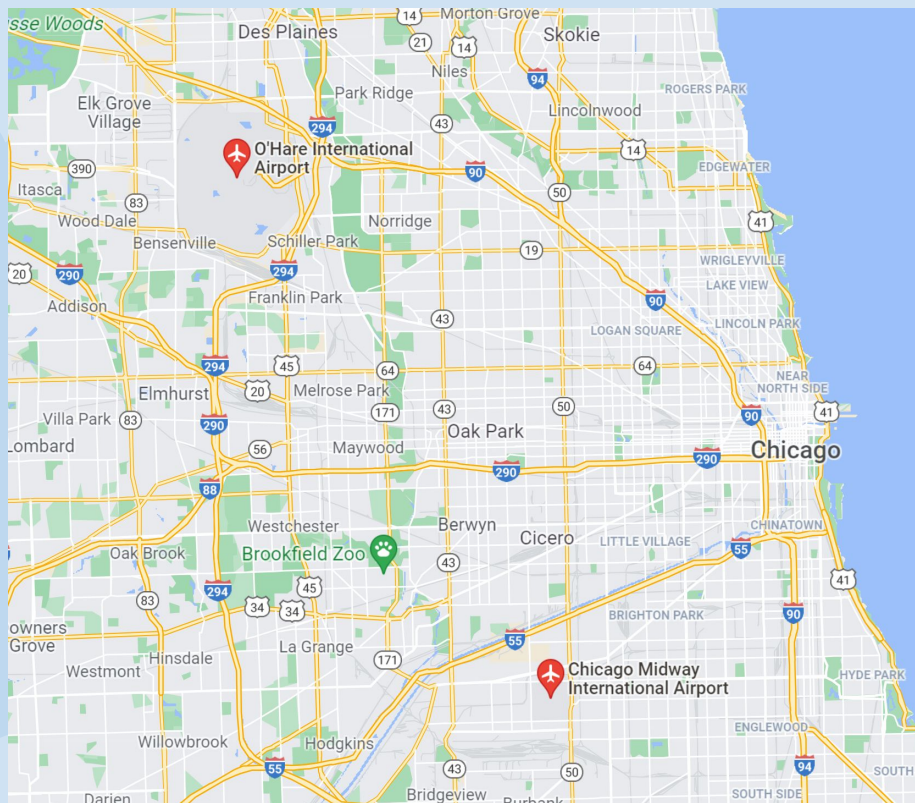 Morton Grove
usse Woods
14
Des Plaines
Skokie
21
14
Niles
94
Park Ridge
ROGERS PARK
Elk Grove
Village
Lincolnwood
294
43
O'Hare International
Airport
14
390
90
EDGEWATER
Itasca
50
83
Wood Dale
Norridge
41
Bensenville
Schiller Park
19
WRIGLEYVILLE
20
290
294
LAKE VIEW
Addison
Franklin Park
90
43
LINCOLN PARK
LOGAN SQUARE
294
45
64
64
NEAR
NORTH SIDE
Elmhurst
20
Melrose Park
Villa Park
83
171
43
50
90
41
290
Oak Park
Lombard
56
Maywood
Chicago
290
290
88
Westchester
Berwyn
CHINATOWN
Oak Brook
Brookfield Zoo
Cicero
LITTLE VILLAGE
55
43
294
45
41
83
34
34
BRIGHTON PARK
90
owners
Grove
La Grange
55
Hinsdale
171
Westmont
Chicago Midway
International Airport
HYDE PARK
ENGLEWOOD
Willowbrook
Hodgkins
55
43
50
94
SOUTH
Darien
Bridgeview
Burbank
SOUTH SIDE